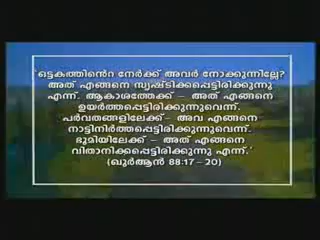 'ഒട്ടകത്തിൻെറ നേർക്ക് അവർ നോക്കുന്നില്ലേ?
അത് എങ്ങനെ സൃഷ്ടിക്കപ്പെട്ടിരിക്കുന്നു
എന്ന്. ആകാശത്തേക്ക് - അത് എങ്ങനെ
ഉയർത്തപ്പെട്ടിരിക്കുന്നുവെന്ന്.
പർവതങ്ങളിലേക്ക്- അവ എങ്ങനെ
നാട്ടിനിർത്തപ്പെട്ടിരിക്കുന്നുവെന്ന്.
ഭൂമിയിലേക്ക് - അത് എങ്ങനെ
വിതാനിക്കപ്പെട്ടിരിക്കുന്നു എന്ന്.'
(ഖുർആൻ 88:17 - 20)